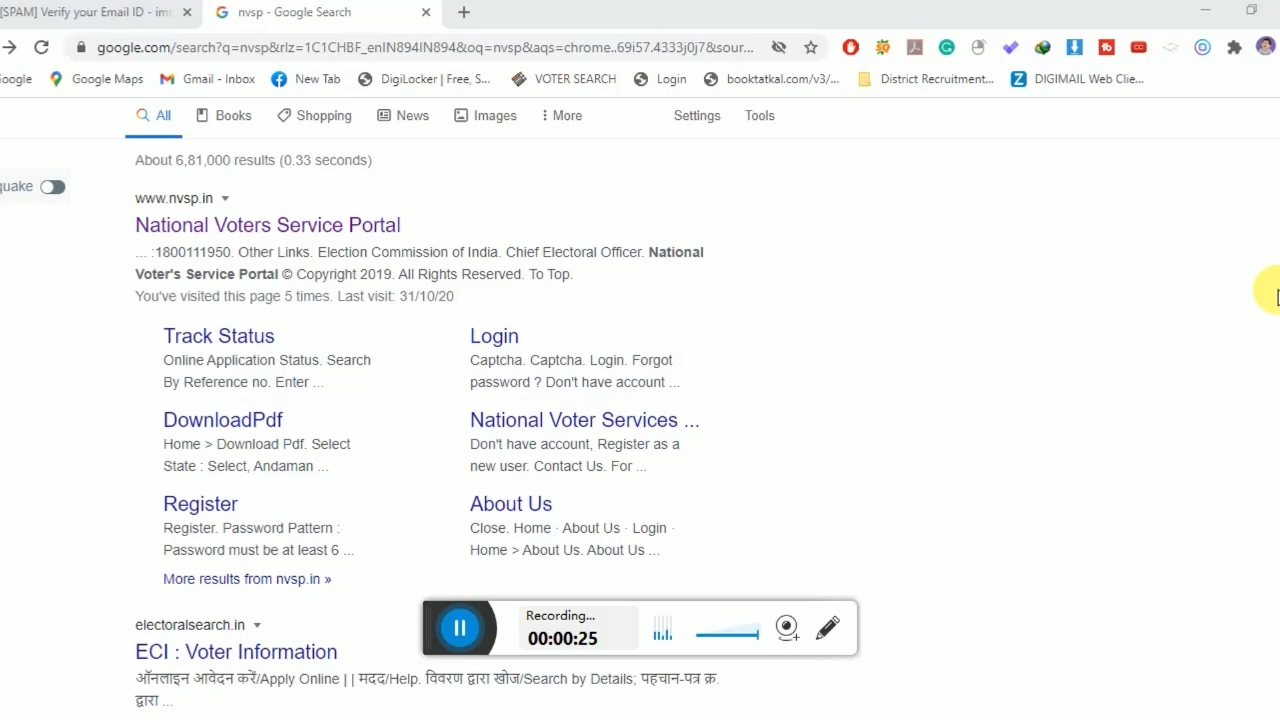 [SPAM] Verify your Email ID - im
nvsp - Google Search
google.com/search?q=nvsp&rlz=1C1CHBF_enIN894IN894&oq=nvsp&aqs=chrome..69i57.4333j0j7&sour...
oogle Google Maps Gmail - Inbox New Tab DigiLocker | Free, S... VOTER SEARCH Login booktatkal.com/v3/... District Recruitment... DIGIMAIL Web Clie...
All Books Shopping News Images More Settings Tools
About 6,81,000 results (0.33 seconds)
quake
www.nvsp.in
National Voters Service Portal
... :1800111950. Other Links. Election Commission of India. Chief Electoral Officer. National
Voter's Service Portal © Copyright 2019. All Rights Reserved. To Top.
You've visited this page 5 times. Last visit: 31/10/20
Track Status
Online Application Status. Search
By Reference no. Enter ...
Login
Captcha. Captcha. Login. Forgot
password ? Don't have account ...
DownloadPdf
Home > Download Pdf. Select
State : Select, Andaman ...
National Voter Services ...
Don't have account, Register as a
new user. Contact Us. For ...
Register
Register. Password Pattern :
Password must be at least 6 ...
About Us
Close. Home · About Us · Login ·
Home > About Us. About Us ...
More results from nvsp.in »
electoralsearch.in
ECI : Voter Information
ऑनलाइन आवेदन करें/Apply Online | | मदद/Help. विवरण द्वारा खोज/Search by Details; पहचान-पत्र क्र.
द्वारा ...
Recording...
00:00:25